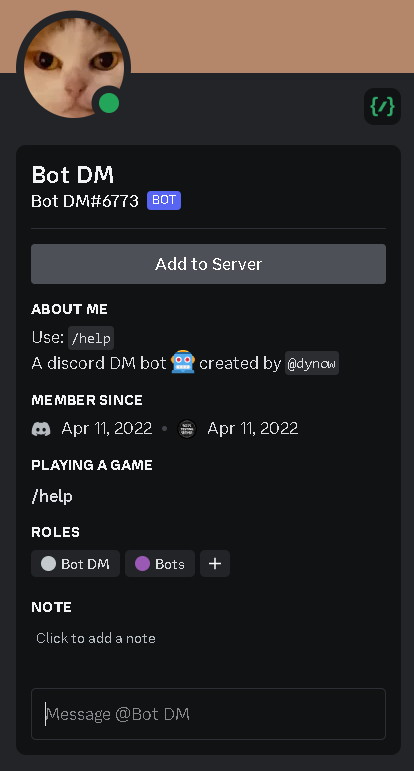 Bot DM
Bot DM#6773 BOT
Add to Server
ABOUT ME
Use: /help
A discord DM bot 🤖 created by @dynow
MEMBER SINCE
Apr 11, 2022 • Apr 11, 2022
PLAYING A GAME
/help
ROLES
Bot DM Bots +
NOTE
Click to add a note
Message @Bot DM